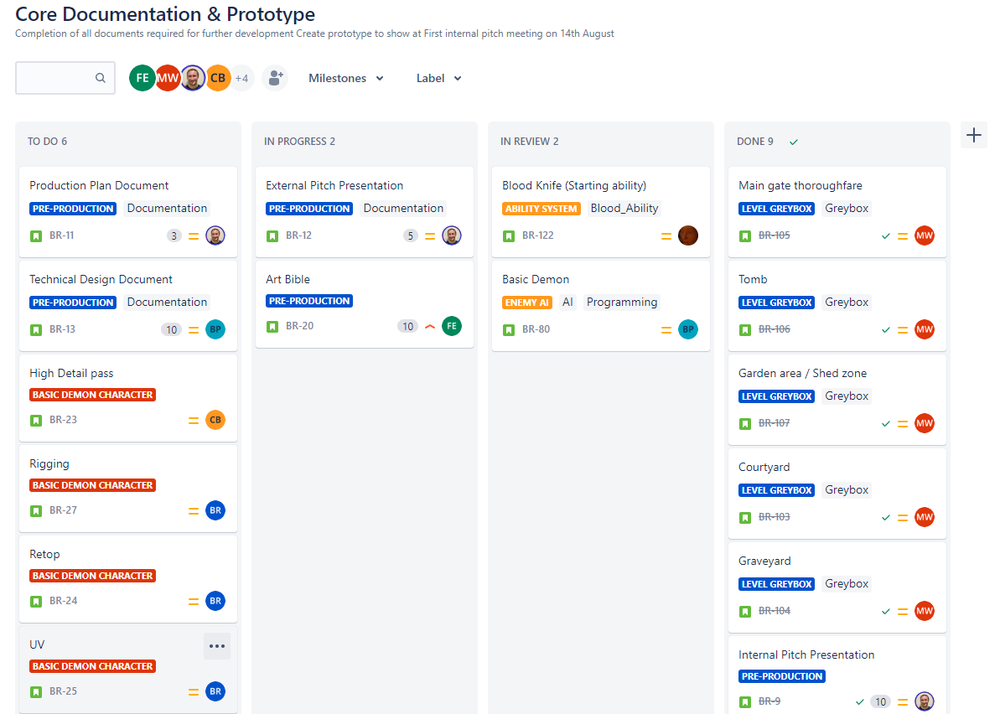 Core Documentation & Prototype
Completion of all documents required for further development Create prototype to show at First internal pitch meeting on 14th August
FE MW CB +4 Milestones Label
TO DO 6
Production Plan Document
PRE-PRODUCTION Documentation
BR-11 3
Technical Design Document
PRE-PRODUCTION Documentation
BR-13 10 BP
High Detail pass
BASIC DEMON CHARACTER
BR-23 CB
Rigging
BASIC DEMON CHARACTER
BR-27 BR
Retop
BASIC DEMON CHARACTER
BR-24 BR
UV
BASIC DEMON CHARACTER
BR-25 BR
IN PROGRESS 2
External Pitch Presentation
PRE-PRODUCTION Documentation
BR-12 5
Art Bible
PRE-PRODUCTION
BR-20 10 FE
IN REVIEW 2
Blood Knife (Starting ability)
ABILITY SYSTEM Blood_Ability
BR-122
Basic Demon
ENEMY AI AI Programming
BR-80 BP
DONE 9
Main gate thoroughfare
LEVEL GREYBOX Greybox
BR-105 MW
Tomb
LEVEL GREYBOX Greybox
BR-106 MW
Garden area / Shed zone
LEVEL GREYBOX Greybox
BR-107 MW
Courtyard
LEVEL GREYBOX Greybox
BR-103 MW
Graveyard
LEVEL GREYBOX Greybox
BR-104 MW
Internal Pitch Presentation
PRE-PRODUCTION
BR-9 10